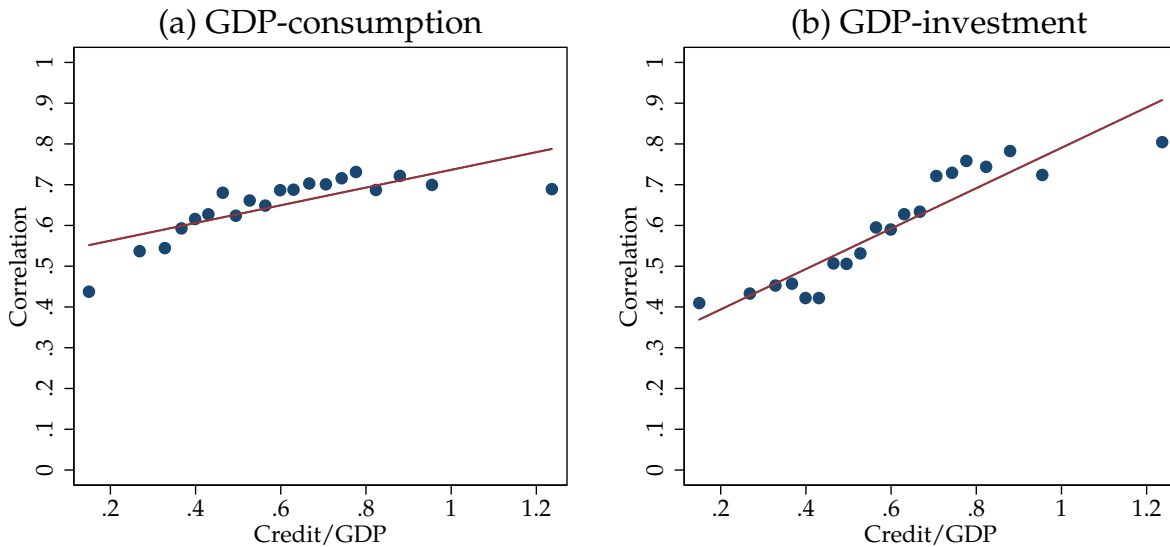 (a) GDP-consumption
Correlation
1
.9
.8
.7
.6
.5
.4
.3
.2
.1
0
.2 .4 .6 .8 1 1.2
Credit/GDP
(b) GDP-investment
Correlation
1
.9
.8
.7
.6
.5
.4
.3
.2
.1
0
.2 .4 .6 .8 1 1.2
Credit/GDP